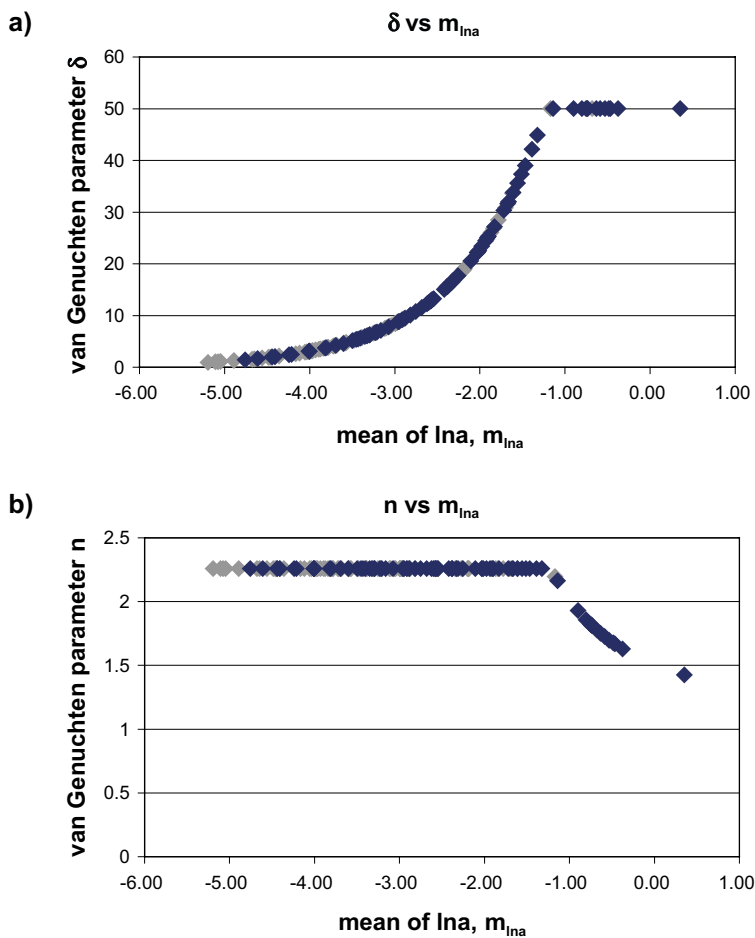 a)
δ vs m_lna
van Genuchten parameter δ
60
50
40
30
20
10
0
-6.00 -5.00 -4.00 -3.00 -2.00 -1.00 0.00 1.00
mean of lna, m_lna
b)
n vs m_lna
van Genuchten parameter n
2.5
2
1.5
1
0.5
0
-6.00 -5.00 -4.00 -3.00 -2.00 -1.00 0.00 1.00
mean of lna, m_lna